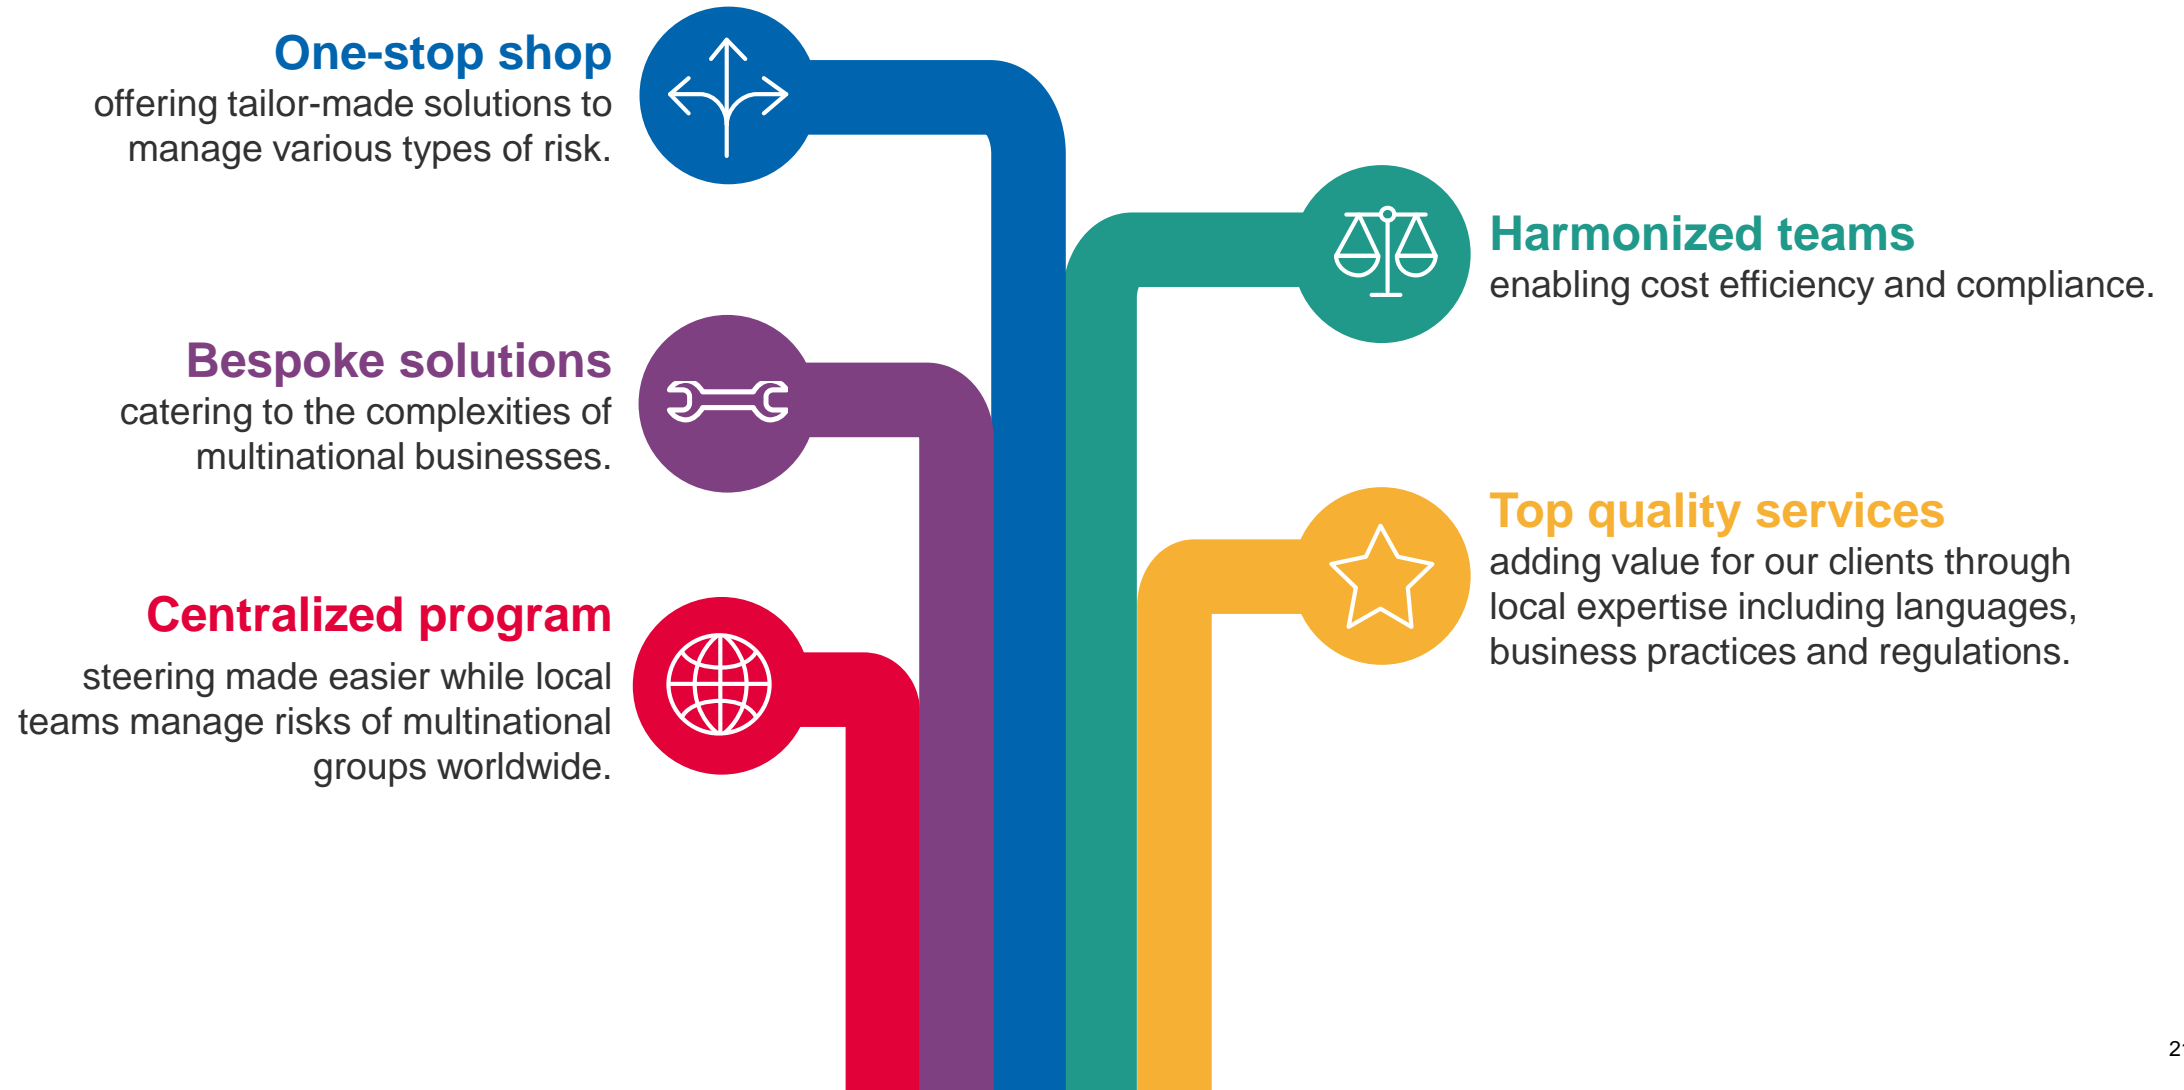 One-stop shop
offering tailor-made solutions to
manage various types of risk.
Harmonized teams
enabling cost efficiency and compliance.
Bespoke solutions
catering to the complexities of
multinational businesses.
Top quality services
adding value for our clients through
local expertise including languages,
business practices and regulations.
Centralized program
steering made easier while local
teams manage risks of multinational
groups worldwide.